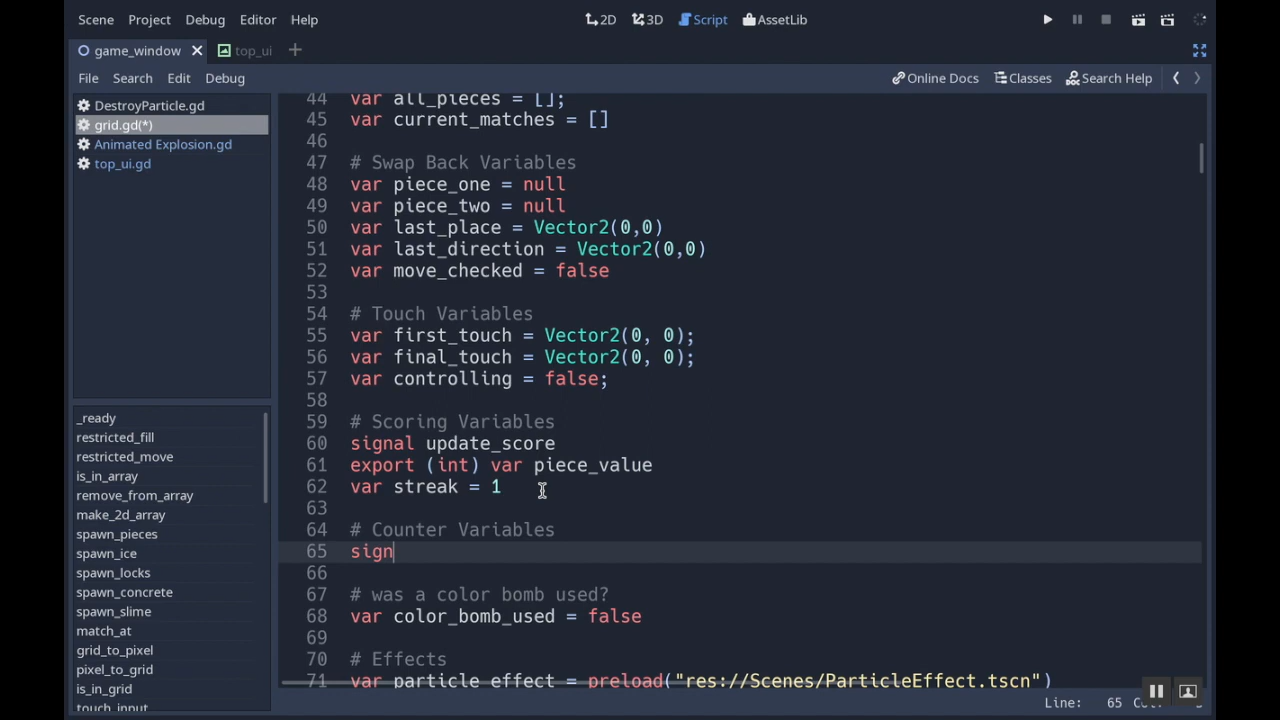 Scene Project Debug Editor Help 2D 3D Script AssetLib
game_window top_ui
File Search Edit Debug Online Docs Classes Search Help
DestroyParticle.gd
grid.gd(*)
Animated Explosion.gd
top_ui.gd
_ready
restricted_fill
restricted_move
is_in_array
remove_from_array
make_2d_array
spawn_pieces
spawn_ice
spawn_locks
spawn_concrete
spawn_slime
match_at
grid_to_pixel
pixel_to_grid
is_in_grid
touch_input
44 var all_pieces = [];
45 var current_matches = []
46
47 # Swap Back Variables
48 var piece_one = null
49 var piece_two = null
50 var last_place = Vector2(0,0)
51 var last_direction = Vector2(0,0)
52 var move_checked = false
53
54 # Touch Variables
55 var first_touch = Vector2(0, 0);
56 var final_touch = Vector2(0, 0);
57 var controlling = false;
58
59 # Scoring Variables
60 signal update_score
61 export (int) var piece_value
62 var streak = 1
63
64 # Counter Variables
65 sign
66
67 # was a color bomb used?
68 var color_bomb_used = false
69
70 # Effects
71 var particle_effect = preload("res://Scenes/ParticleEffect.tscn")
Line: 65